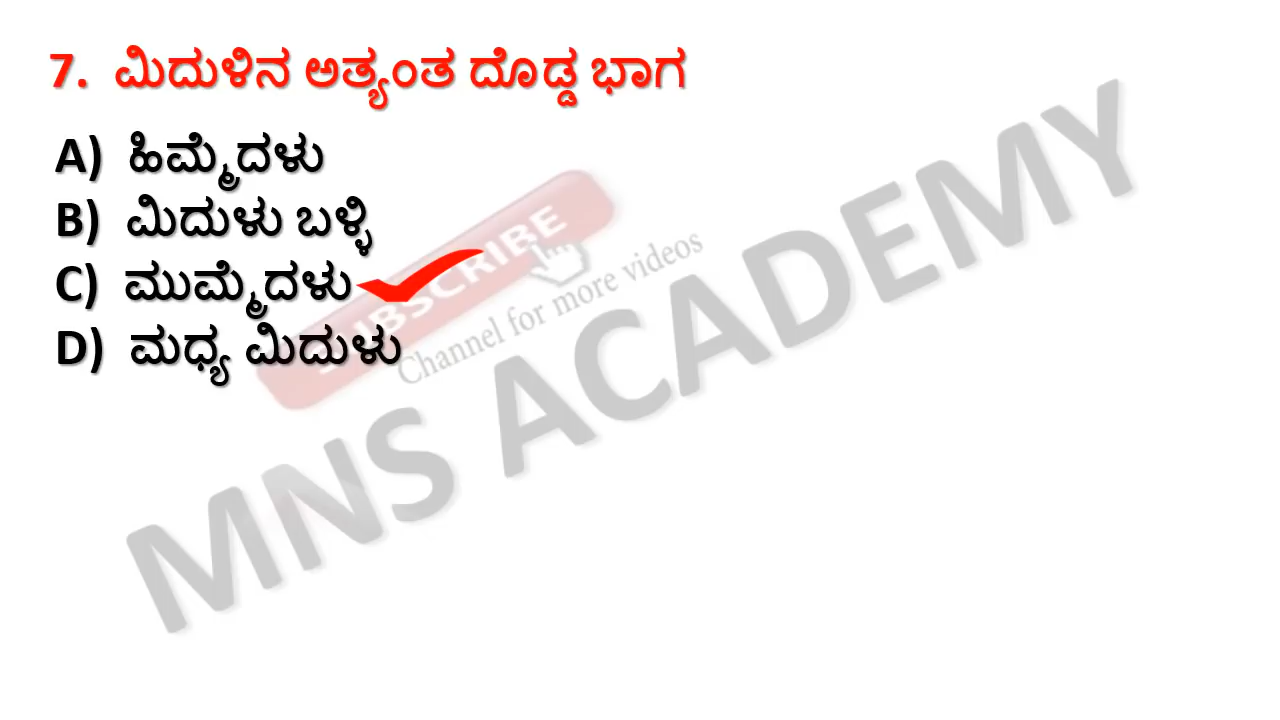 7. ಮಿದುಳಿನ ಅತ್ಯಂತ ದೊಡ್ಡ ಭಾಗ
A) ಹಿಮ್ಮೆದಳು
B) ಮಿದುಳು ಬಳ್ಳಿ
C) ಮುಮ್ಮೆದಳು
D) ಮಧ್ಯ ಮಿದುಳು
SUBSCRIBE
Channel for more videos
MNS ACADEMY